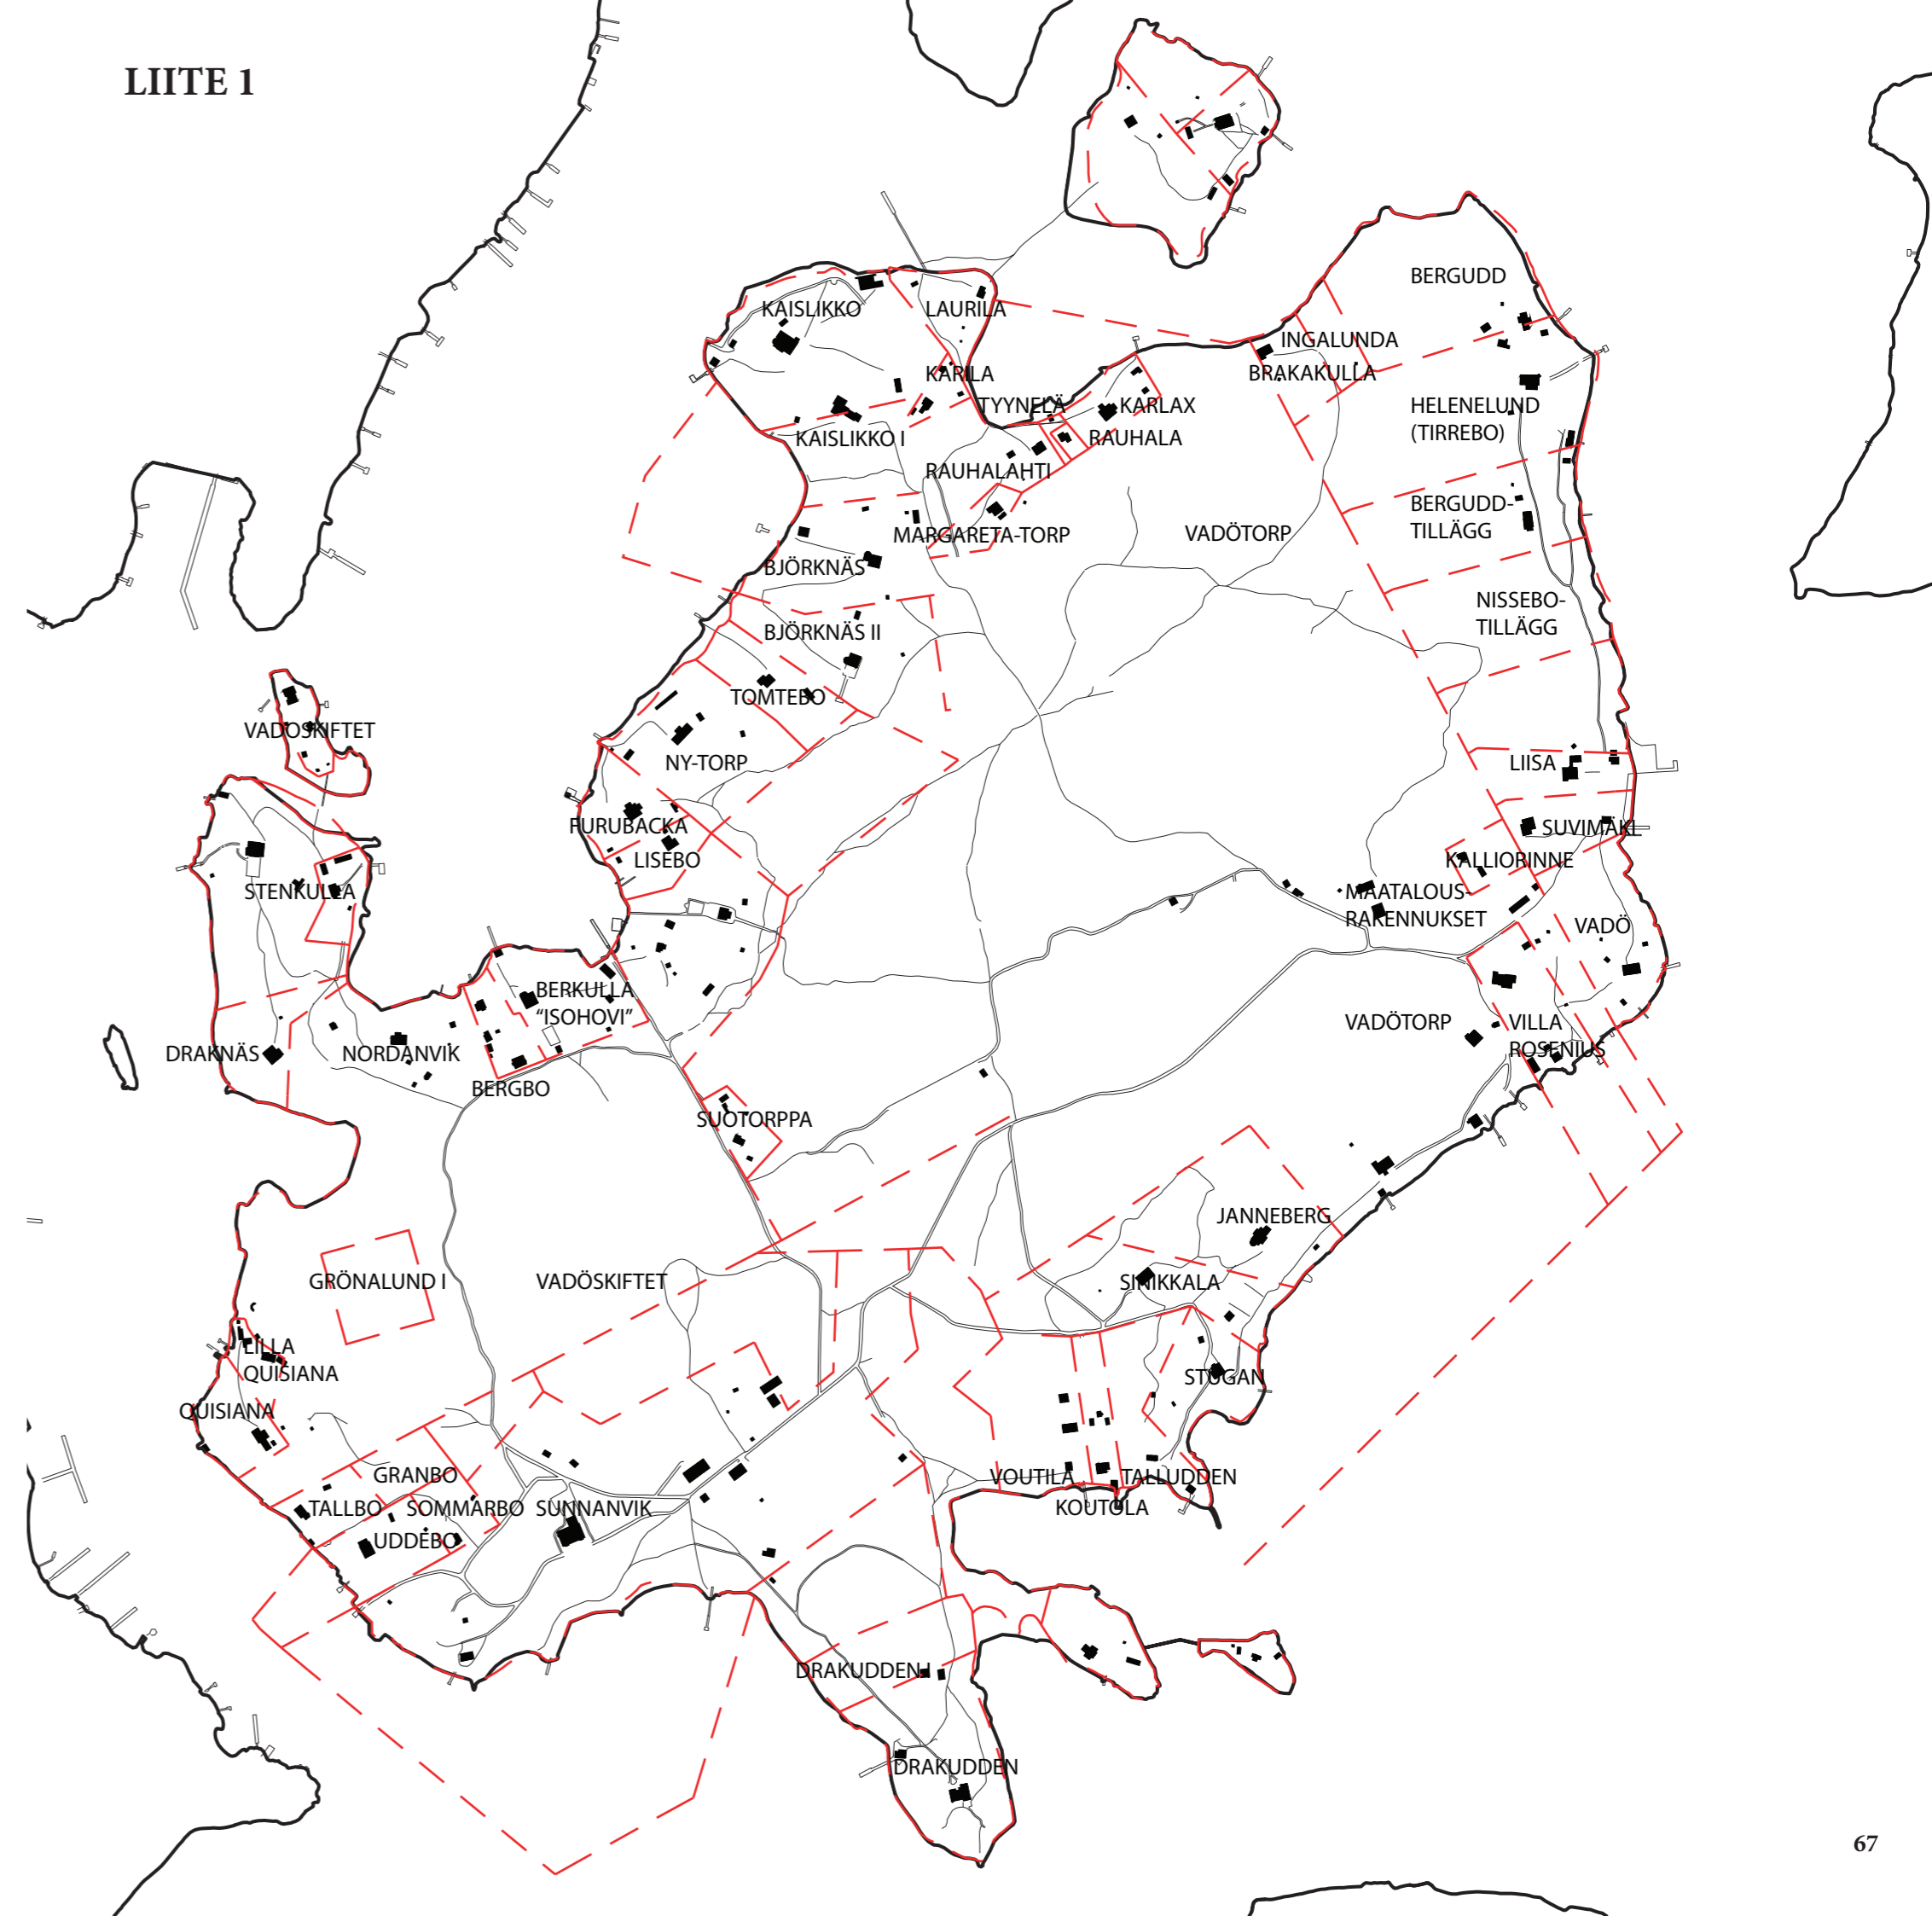 LIITE 1
BERGUDD
KAISLIKKO
LAURILA
INGALUNDA
BRAKAKULLA
KARILA
TYYNELÄ
KARLAX
HELENELUND
(TIRREBO)
KAISLIKKO I
RAUHALA
RAUHALAHTI
BERGUDD-
TILLÄGG
MARGARETA-TORP
VADÖTORP
BJÖRKNÄS
NISSEBO-
TILLÄGG
BJÖRKNÄS II
TOMTEBO
VADÖSKIFTET
NY-TORP
LIISA
FURUBACKA
SUVIMÄKI
LISEBO
KALLIORINNE
STENKULLA
MAATALOUS-
RAKENNUKSET
VADÖ
BERKULLA
“ISOHOVI”
VADÖTORP
VILLA
ROSENIUS
DRAKNÄS
NORDANVIK
BERGBO
SUOTORPPA
JANNEBERG
GRÖNALUND I
VADÖSKIFTET
SINIKKALA
LILLA
QUISIANA
STUGAN
QUISIANA
GRANBO
VOUTILA
TALLUDDEN
TALLBO
SOMMARBO
SUNNANVIK
KOUTOLA
UDDEBO
DRAKUDDEN I
DRAKUDDEN
67